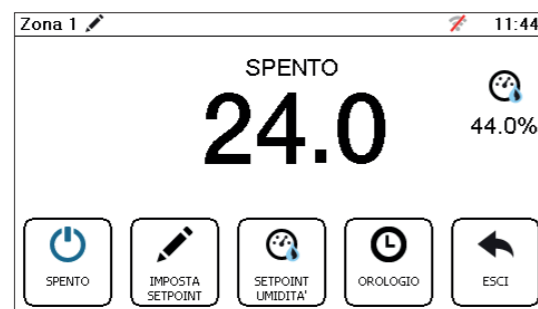 Zona 1 11:44
SPENTO
24.0
44.0%
SPENTO
IMPOSTA
SETPOINT
SETPOINT
UMIDITA'
OROLOGIO
ESCI